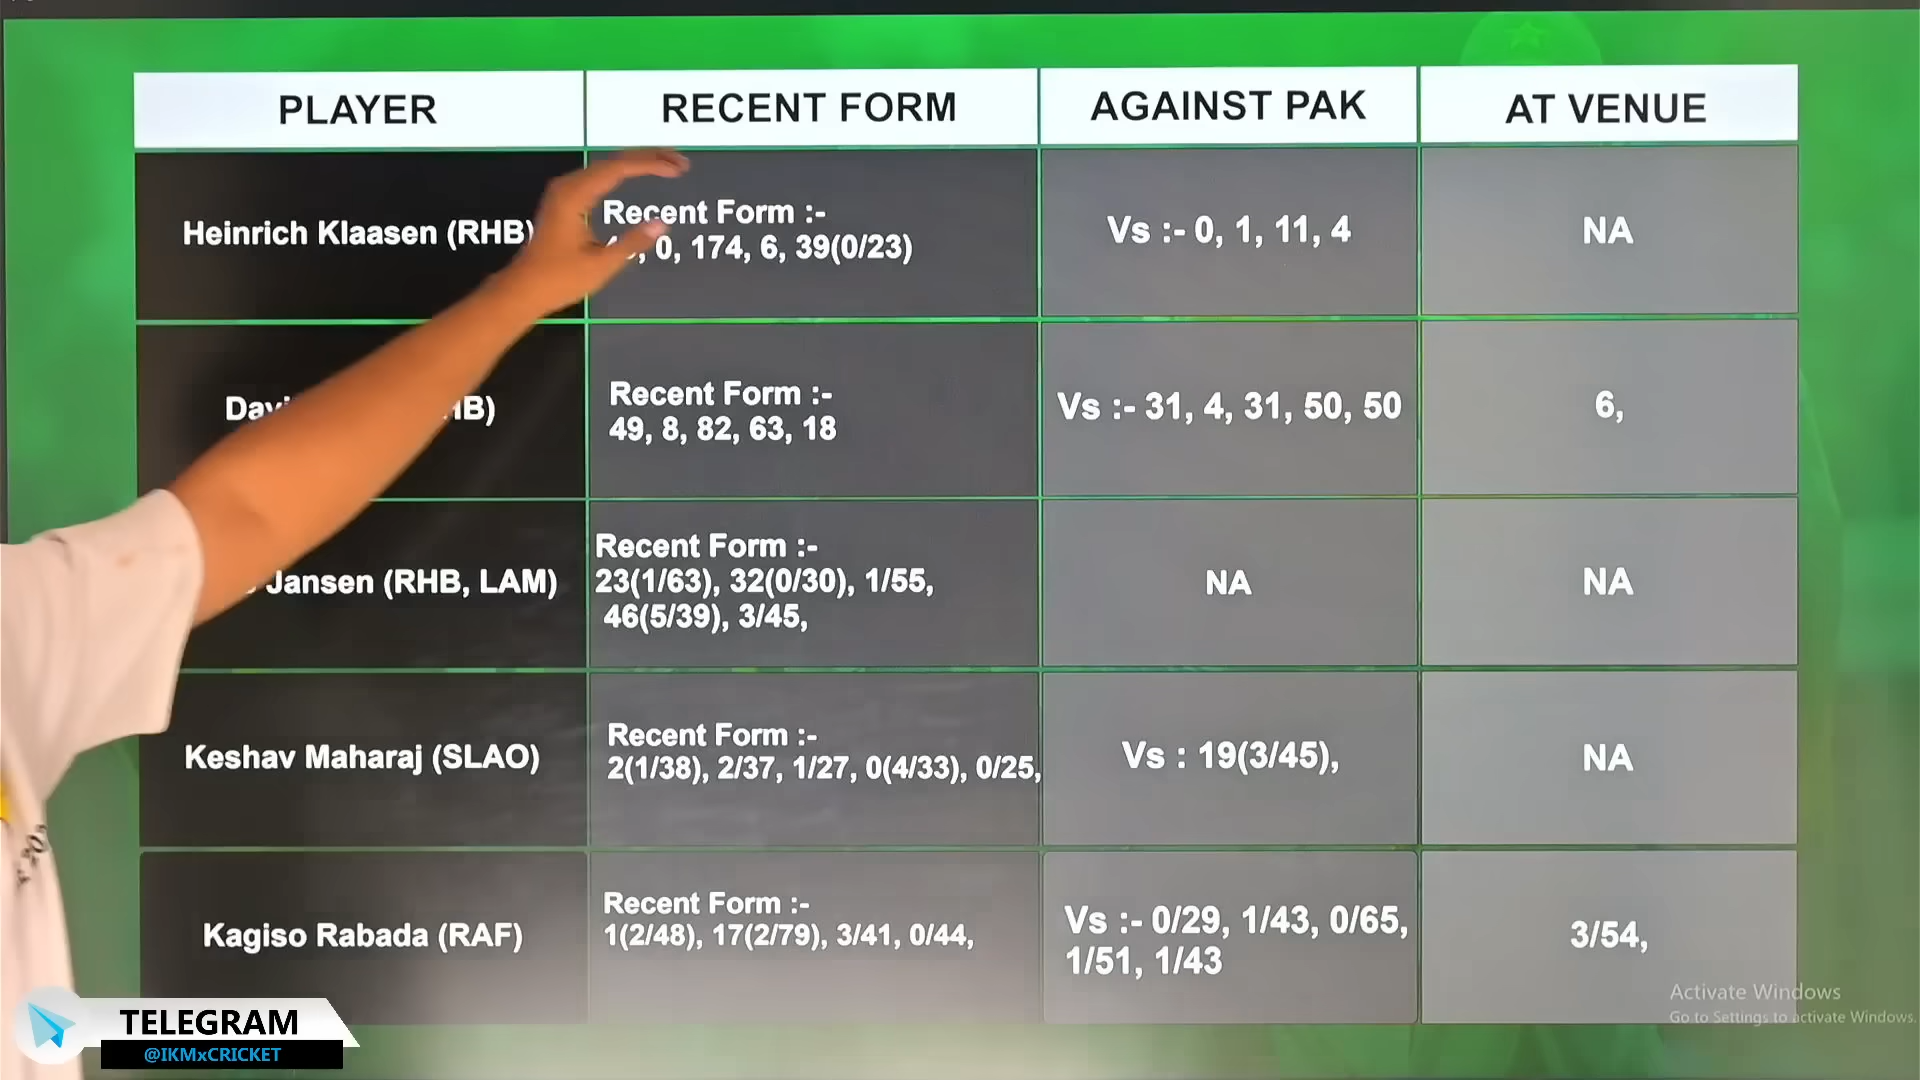 PLAYER RECENT FORM AGAINST PAK AT VENUE
Heinrich Klaasen (RHB)
Recent Form :-
0, 174, 6, 39(0/23)
Vs :- 0, 1, 11, 4
NA
Recent Form :-
49, 8, 82, 63, 18
Vs :- 31, 4, 31, 50, 50
6,
Jansen (RHB, LAM)
Recent Form :-
23(1/63), 32(0/30), 1/55,
46(5/39), 3/45,
NA
NA
Keshav Maharaj (SLAO)
Recent Form :-
2(1/38), 2/37, 1/27, 0(4/33), 0/25,
Vs : 19(3/45),
NA
Kagiso Rabada (RAF)
Recent Form :-
1(2/48), 17(2/79), 3/41, 0/44,
Vs :- 0/29, 1/43, 0/65,
1/51, 1/43
3/54,
Activate Windows
Go to Settings to activate Windows.
TELEGRAM
@IKMxCRICKET